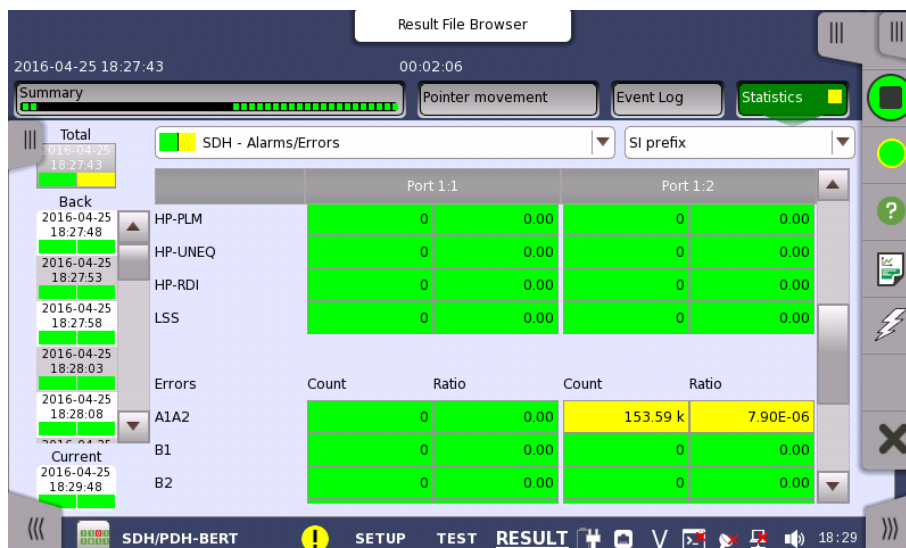 Result File Browser
2016-04-25 18:27:43 00:02:06
Summary Pointer movement Event Log Statistics
Total
2016-04-25
18:27:43
SDH - Alarms/Errors SI prefix
Port 1:1 Port 1:2
Back
2016-04-25
18:27:48
2016-04-25
18:27:53
2016-04-25
18:27:58
2016-04-25
18:28:03
2016-04-25
18:28:08
Current
2016-04-25
18:29:48
HP-PLM 0 0.00 0 0.00
HP-UNEQ 0 0.00 0 0.00
HP-RDI 0 0.00 0 0.00
LSS 0 0.00 0 0.00
Errors Count Ratio Count Ratio
A1A2 0 0.00 153.59 k 7.90E-06
B1 0 0.00 0 0.00
B2 0 0.00 0 0.00
SDH/PDH-BERT SETUP TEST RESULT V 18:29